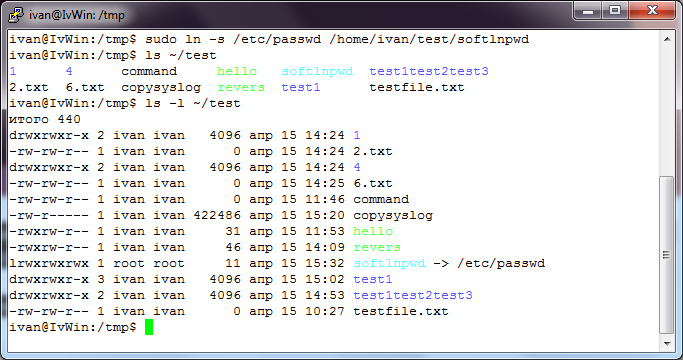 ivan@IvWin: /tmp
ivan@IvWin:/tmp$ sudo ln -s /etc/passwd /home/ivan/test/softlnpwd
ivan@IvWin:/tmp$ ls ~/test
1      4      command    hello   softlnpwd  test1test2test3
2.txt  6.txt  copysyslog  revers  test1      testfile.txt
ivan@IvWin:/tmp$ ls -l ~/test
итого 440
drwxrwxr-x 2 ivan ivan   4096 апр 15 14:24 1
-rw-rw-r-- 1 ivan ivan      0 апр 15 14:24 2.txt
drwxrwxr-x 2 ivan ivan   4096 апр 15 14:24 4
-rw-rw-r-- 1 ivan ivan      0 апр 15 14:25 6.txt
-rw-rw-r-- 1 ivan ivan      0 апр 15 11:46 command
-rw-r----- 1 ivan ivan 422486 апр 15 15:20 copysyslog
-rwxrw-r-- 1 ivan ivan     31 апр 15 11:53 hello
-rwxrw-r-- 1 ivan ivan     46 апр 15 14:09 revers
lrwxrwxrwx 1 root root     11 апр 15 15:32 softlnpwd -> /etc/passwd
drwxrwxr-x 3 ivan ivan   4096 апр 15 15:02 test1
drwxrwxr-x 2 ivan ivan   4096 апр 15 14:53 test1test2test3
-rw-rw-r-- 1 ivan ivan      0 апр 15 10:27 testfile.txt
ivan@IvWin:/tmp$